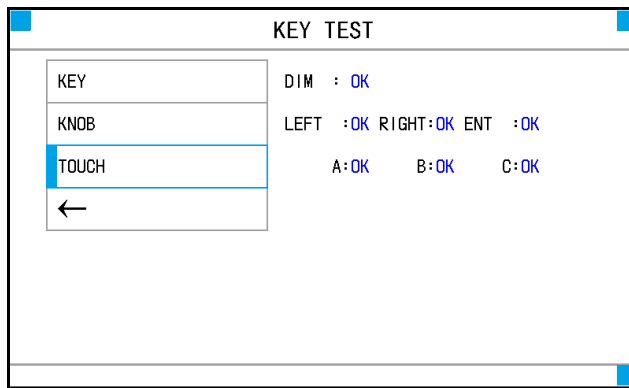 KEY TEST
KEY DIM : OK
KNOB LEFT :OK RIGHT:OK ENT :OK
TOUCH A:OK B:OK C:OK
←